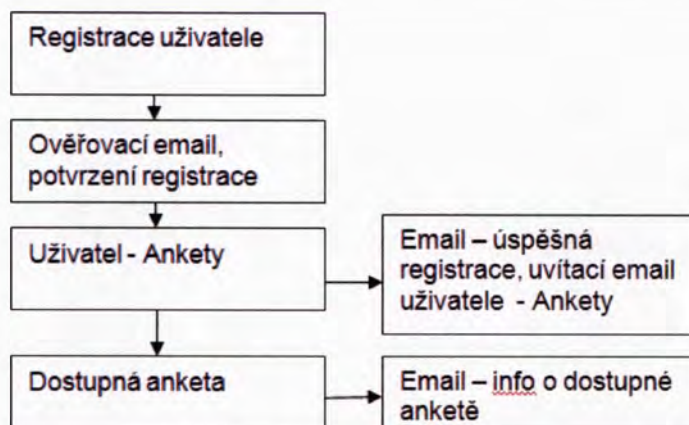 Registrace uživatele
Ověřovací email,
potvrzení registrace
Uživatel - Ankety
Email – úspěšná
registrace, uvítací email
uživatele - Ankety
Dostupná anketa
Email – info o dostupné
anketě